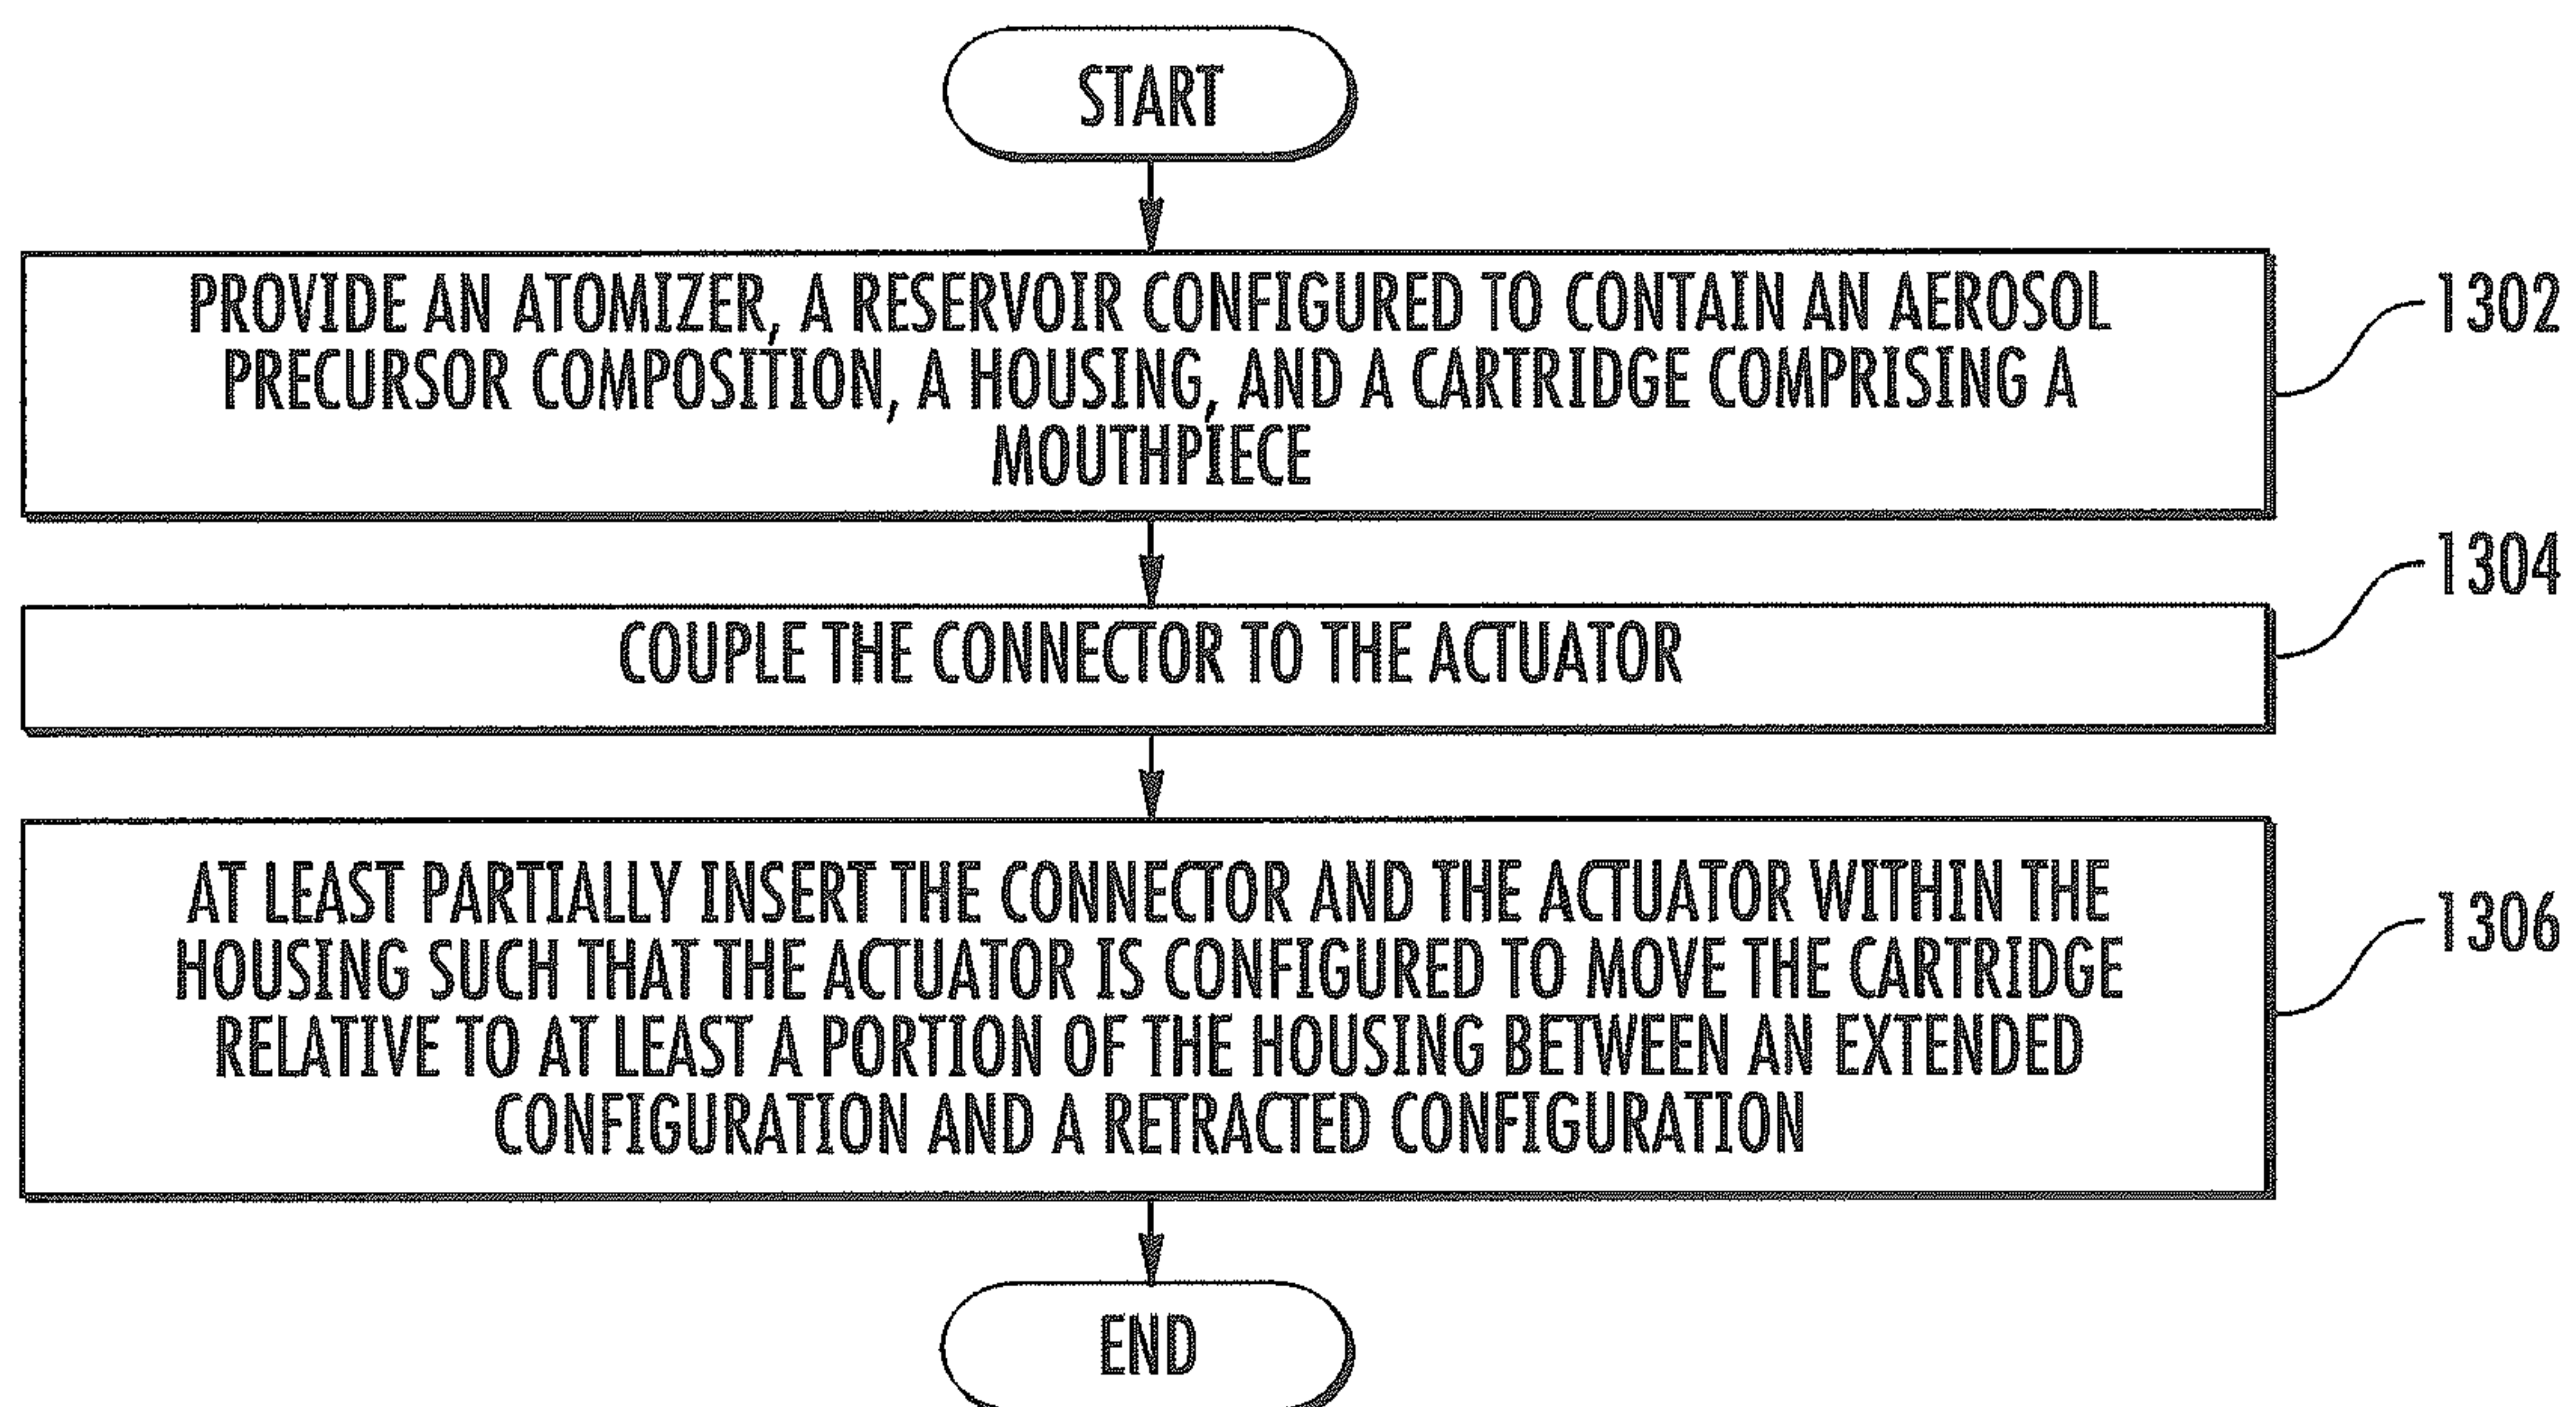 START
PROVIDE AN ATOMIZER, A RESERVOIR CONFIGURED TO CONTAIN AN AEROSOL
PRECURSOR COMPOSITION, A HOUSING, AND A CARTRIDGE COMPRISING A
MOUTHPIECE
1302
COUPLE THE CONNECTOR TO THE ACTUATOR
1304
AT LEAST PARTIALLY INSERT THE CONNECTOR AND THE ACTUATOR WITHIN THE
HOUSING SUCH THAT THE ACTUATOR IS CONFIGURED TO MOVE THE CARTRIDGE
RELATIVE TO AT LEAST A PORTION OF THE HOUSING BETWEEN AN EXTENDED
CONFIGURATION AND A RETRACTED CONFIGURATION
1306
END